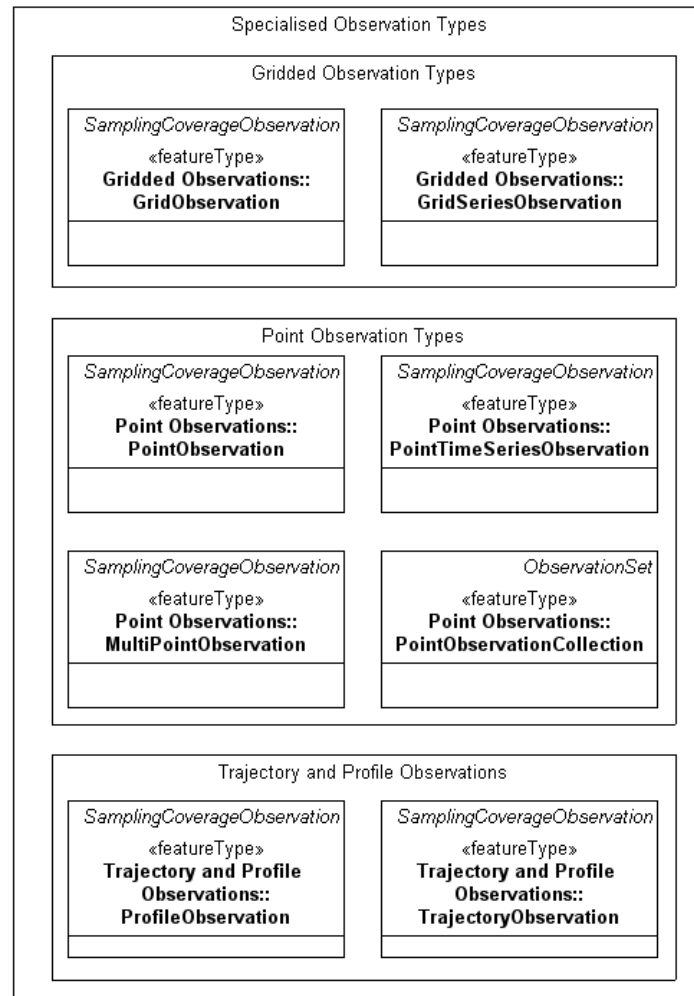 Specialised Observation Types
Gridded Observation Types
SamplingCoverageObservation
«featureType»
Gridded Observations::
GridObservation
SamplingCoverageObservation
«featureType»
Gridded Observations::
GridSeriesObservation
Point Observation Types
SamplingCoverageObservation
«featureType»
Point Observations::
PointObservation
SamplingCoverageObservation
«featureType»
Point Observations::
PointTimeSeriesObservation
SamplingCoverageObservation
«featureType»
Point Observations::
MultiPointObservation
ObservationSet
«featureType»
Point Observations::
PointObservationCollection
Trajectory and Profile Observations
SamplingCoverageObservation
«featureType»
Trajectory and Profile
Observations::
ProfileObservation
SamplingCoverageObservation
«featureType»
Trajectory and Profile
Observations::
TrajectoryObservation